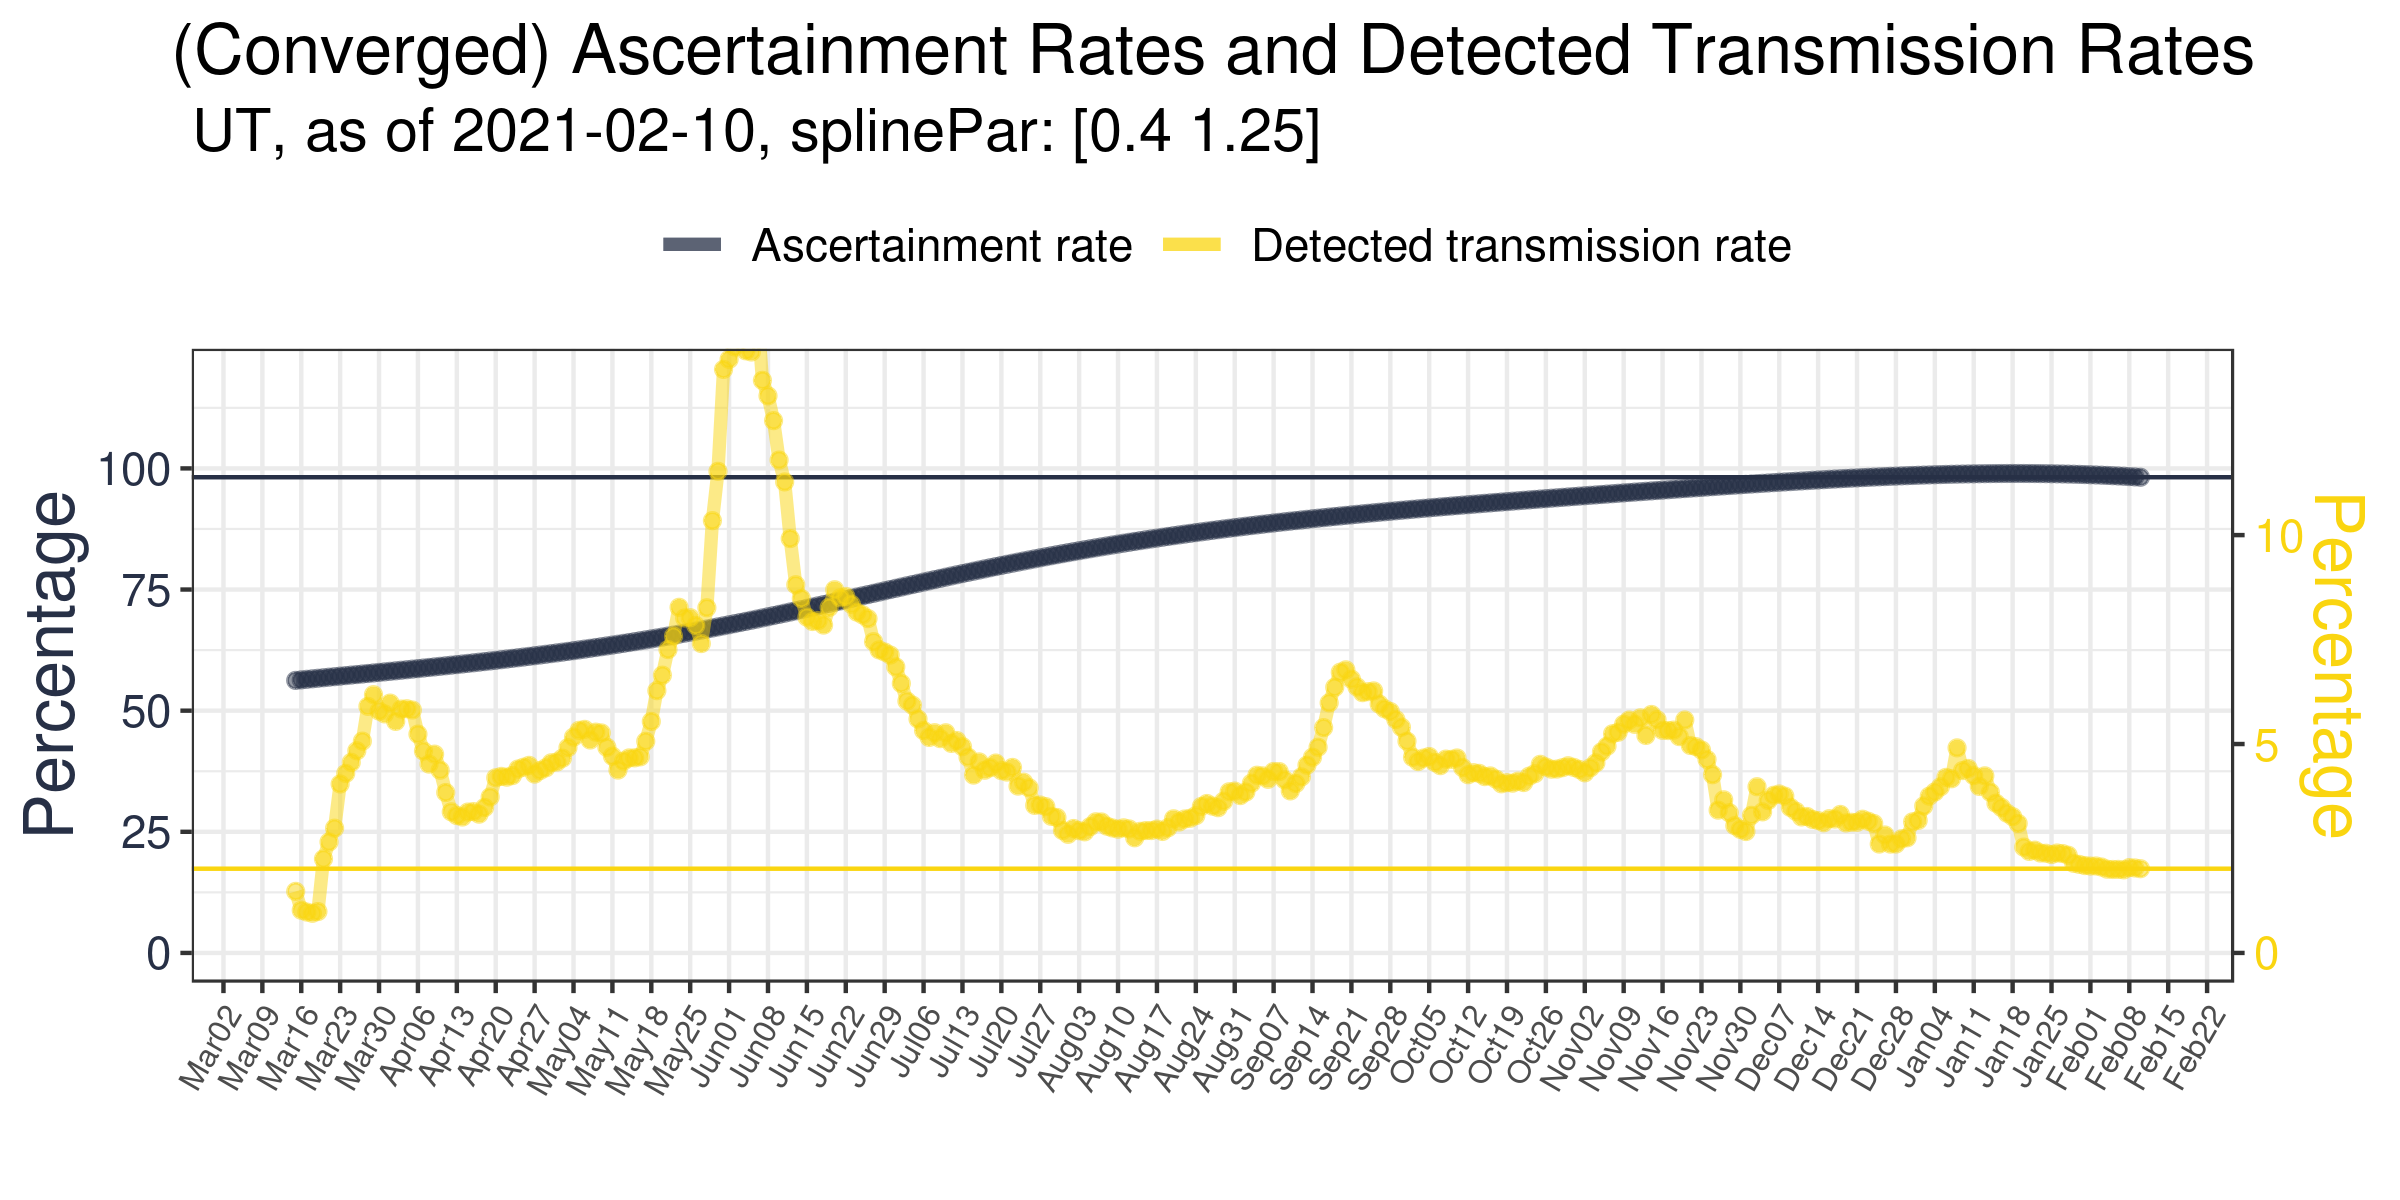 (Converged) Ascertainment Rates and Detected Transmission Rates
UT, as of 2021-02-10, splinePar: [0.4 1.25]
Ascertainment rate
Detected transmission rate
Percentage
100
75
50
25
0
10
5
0
Percentage
Mar02
Mar09
Mar16
Mar23
Mar30
Apr06
Apr13
Apr20
Apr27
May04
May11
May18
May25
Jun01
Jun08
Jun15
Jun22
Jun29
Jul06
Jul13
Jul20
Jul27
Aug03
Aug10
Aug17
Aug24
Aug31
Sep07
Sep14
Sep21
Sep28
Oct05
Oct12
Oct19
Oct26
Nov02
Nov09
Nov16
Nov23
Nov30
Dec07
Dec14
Dec21
Dec28
Jan04
Jan11
Jan18
Jan25
Feb01
Feb08
Feb15
Feb22